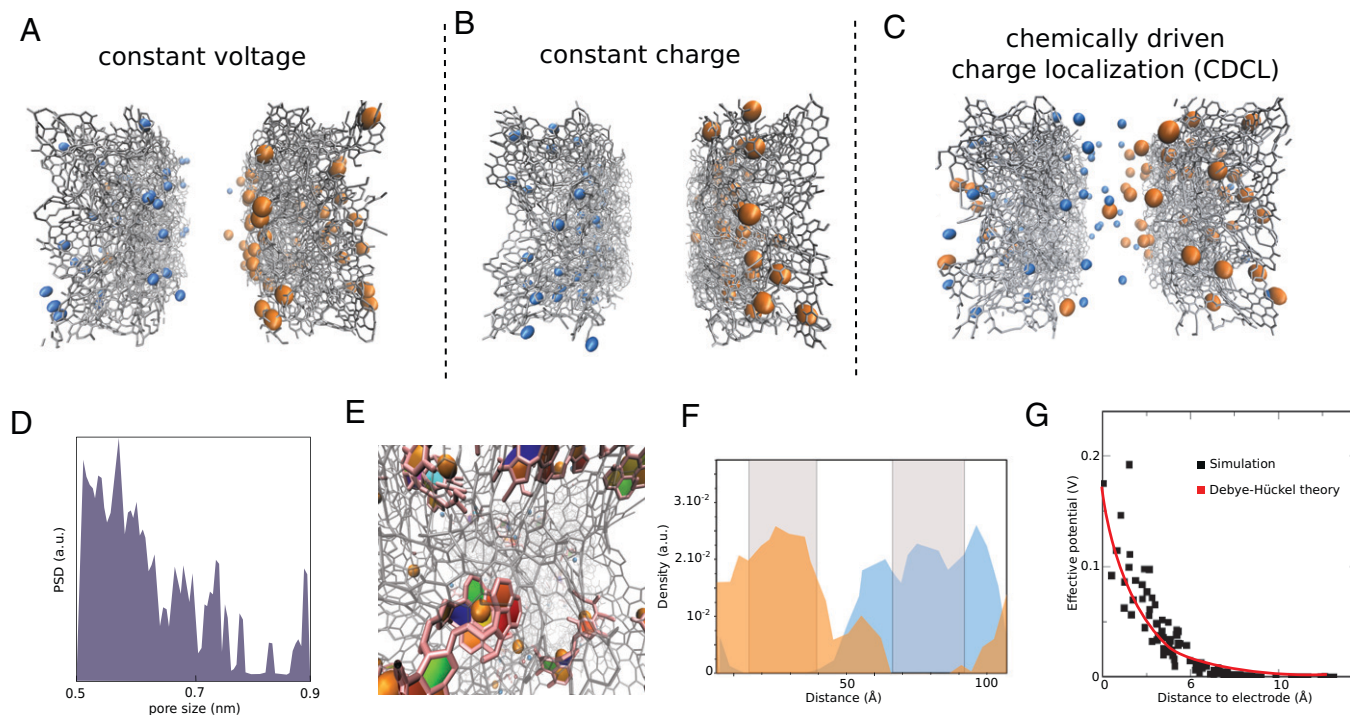 A
constant voltage
B
constant charge
C
chemically driven
charge localization (CDCL)
D
PSD (a.u.)
0.5
0.7
0.9
pore size (nm)
E
F
Density (a.u.)
3.10⁻²
2.10⁻²
10⁻²
0
50
100
Distance (Å)
G
Effective potential (V)
0.2
0.1
0
Simulation
Debye-Hückel theory
0
6
10
Distance to electrode (Å)